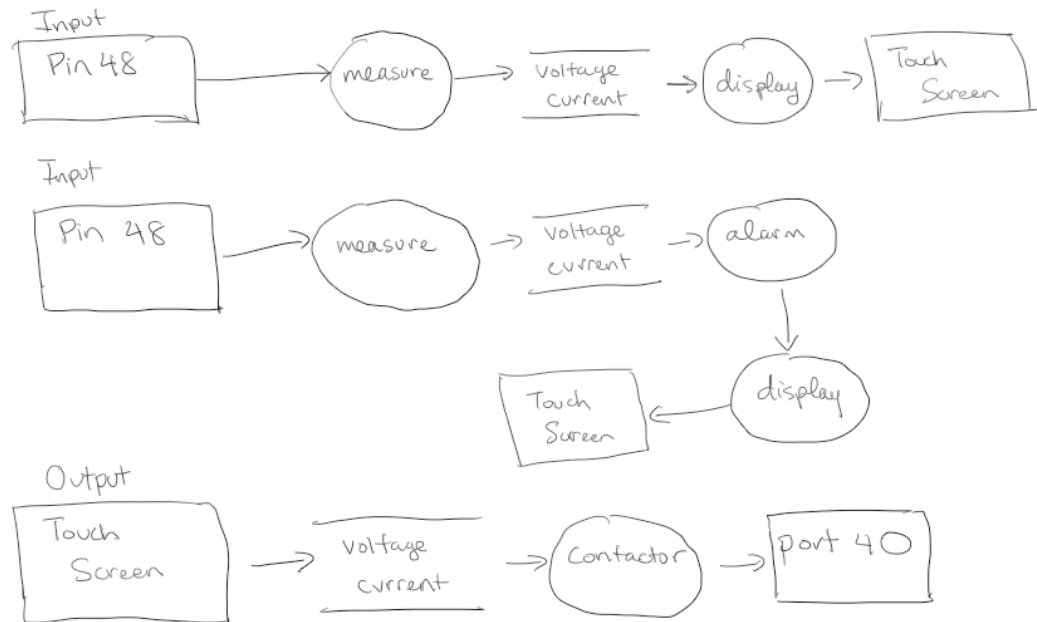 Input
Pin 48
measure
voltage
current
display
Touch
Screen
Input
Pin 48
measure
voltage
current
alarm
display
Touch
Screen
Output
Touch
Screen
voltage
current
Contactor
port 40